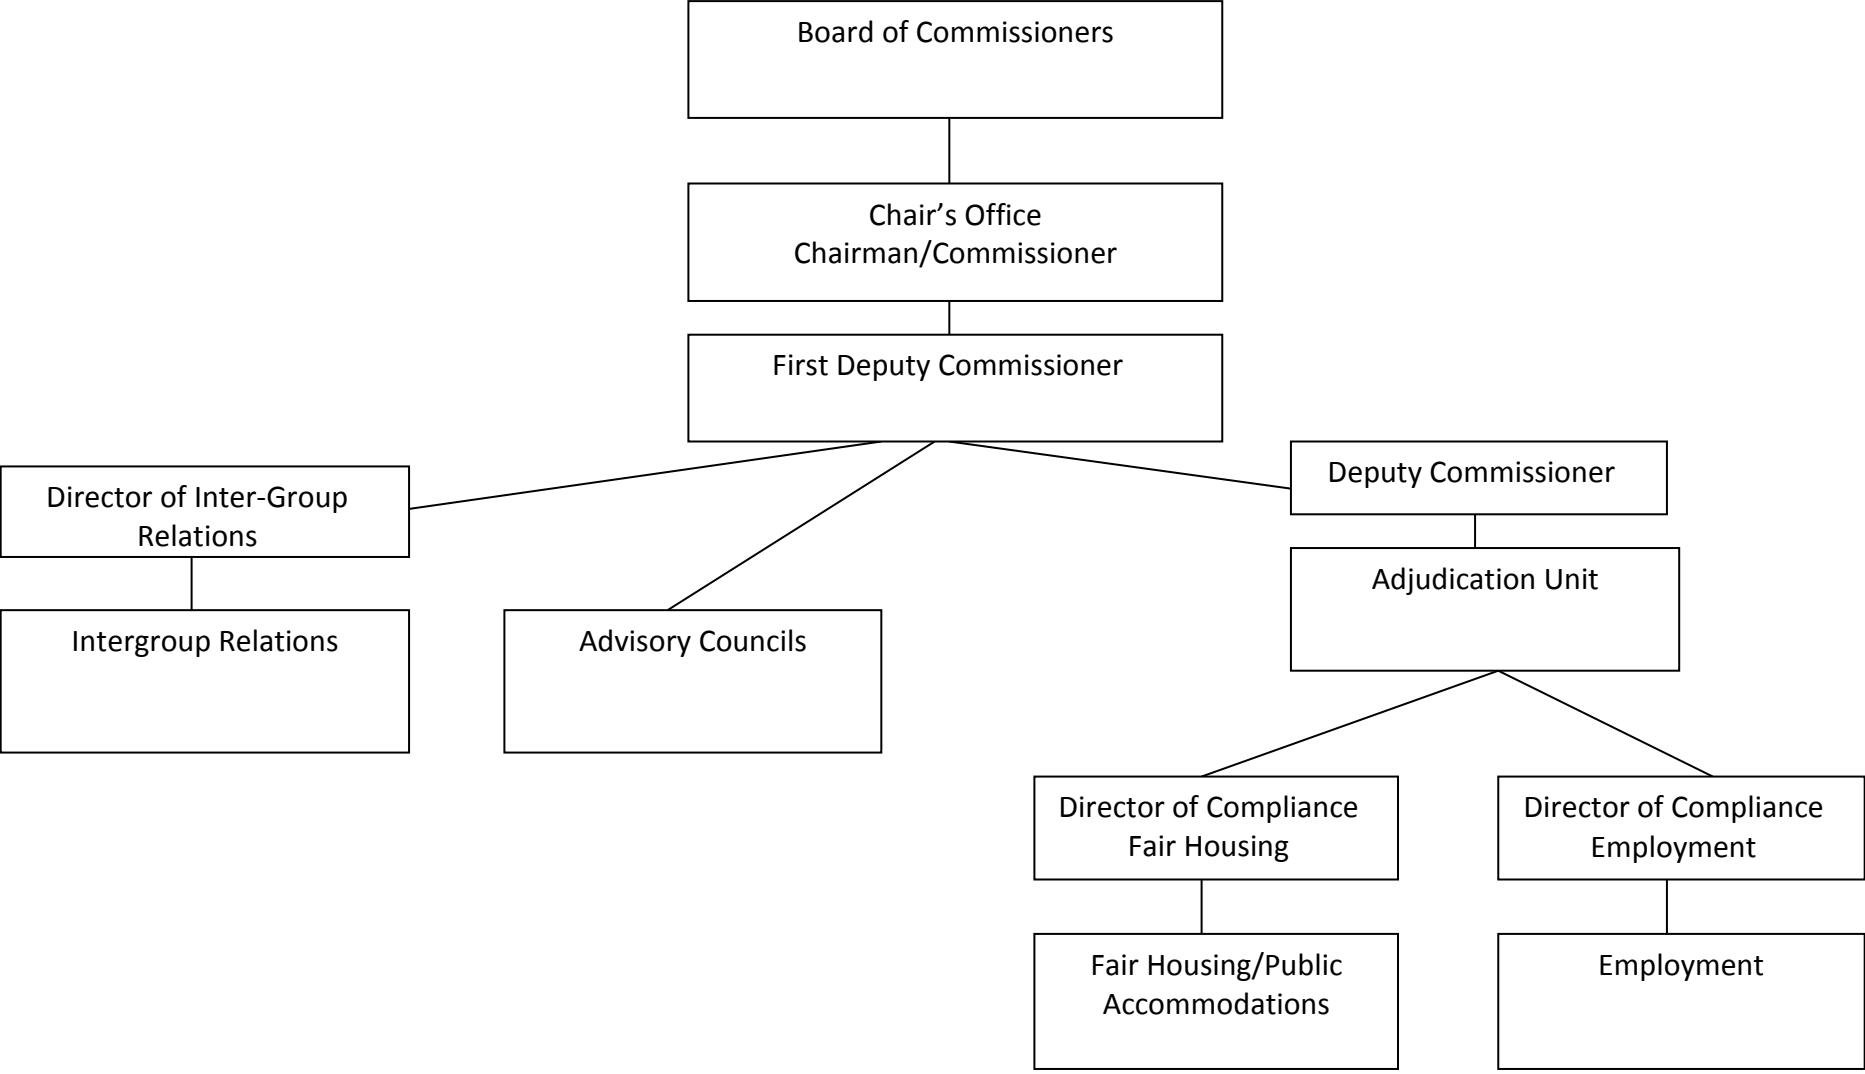 Board of Commissioners
Chair’s Office
Chairman/Commissioner
First Deputy Commissioner
Director of Inter-Group
Relations
Deputy Commissioner
Intergroup Relations
Advisory Councils
Adjudication Unit
Director of Compliance
Fair Housing
Director of Compliance
Employment
Fair Housing/Public
Accommodations
Employment